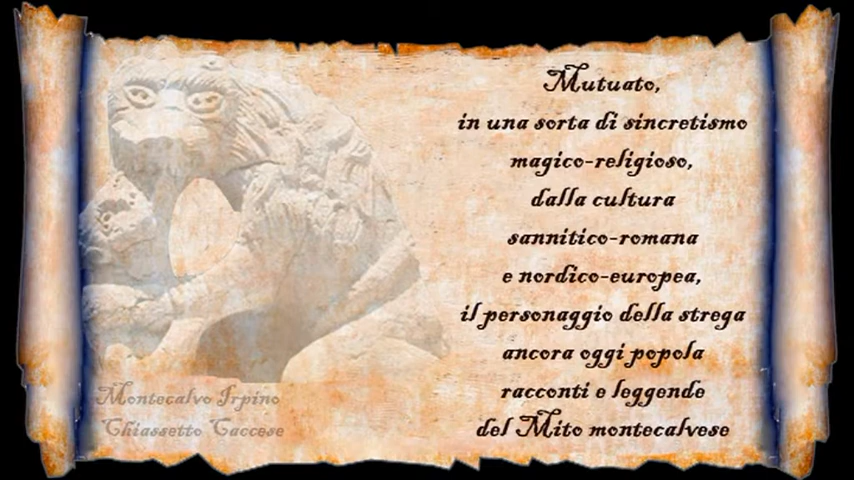 Mutuato,
in una sorta di sincretismo
magico-religioso,
dalla cultura
sannitico-romana
e nordico-europea,
il personaggio della strega
ancora oggi popola
racconti e leggende
del Mito montecalvese
Montecalvo Irpino
Chiassetto Caccese